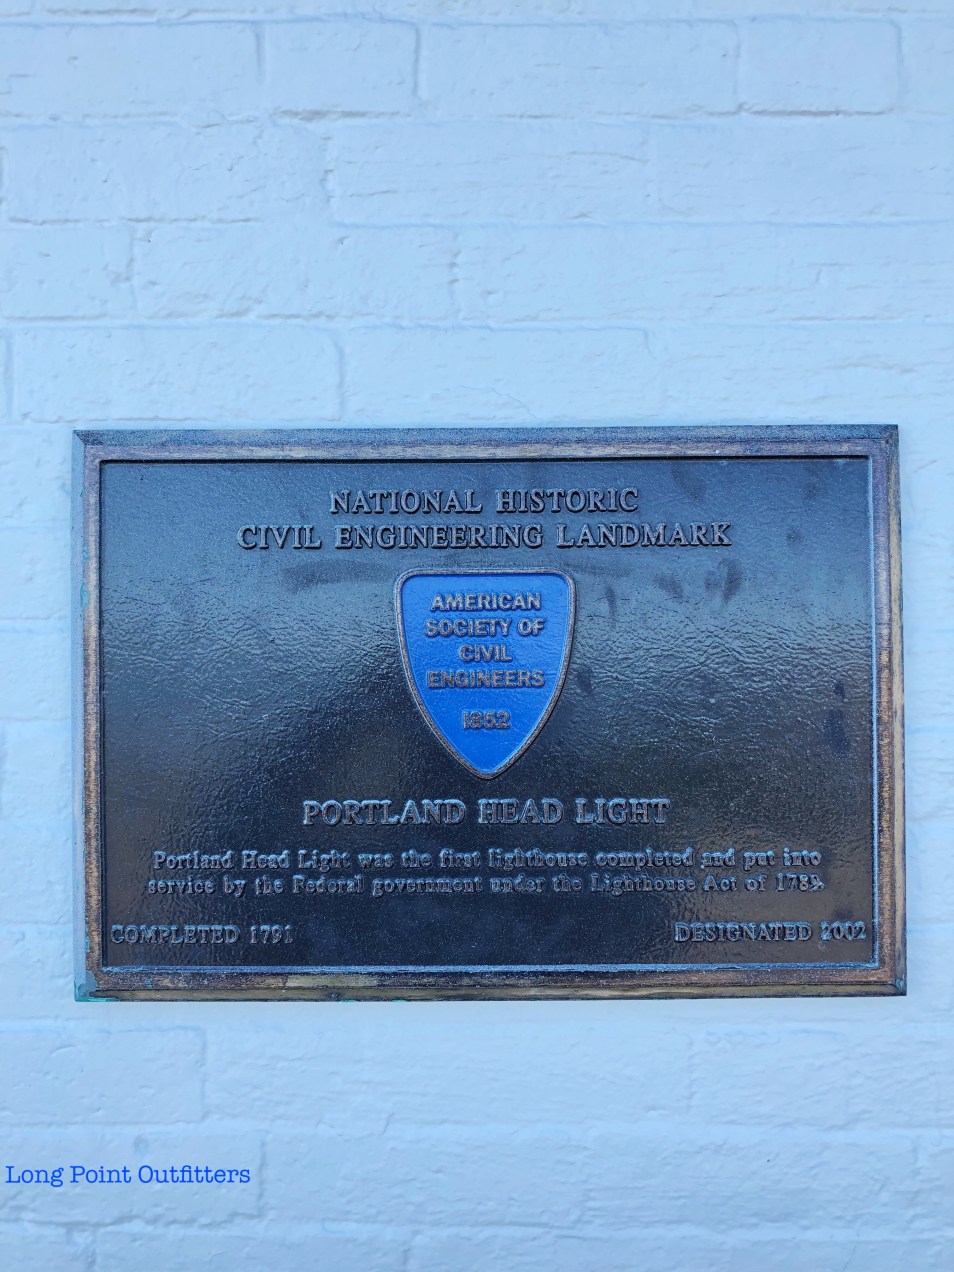 NATIONAL HISTORIC
CIVIL ENGINEERING LANDMARK
AMERICAN
SOCIETY OF
CIVIL
ENGINEERS
1852
PORTLAND HEAD LIGHT
Portland Head Light was the first lighthouse completed and put into
service by the Federal government under the Lighthouse Act of 1789.
COMPLETED 1791
DESIGNATED 2002
Long Point Outfitters